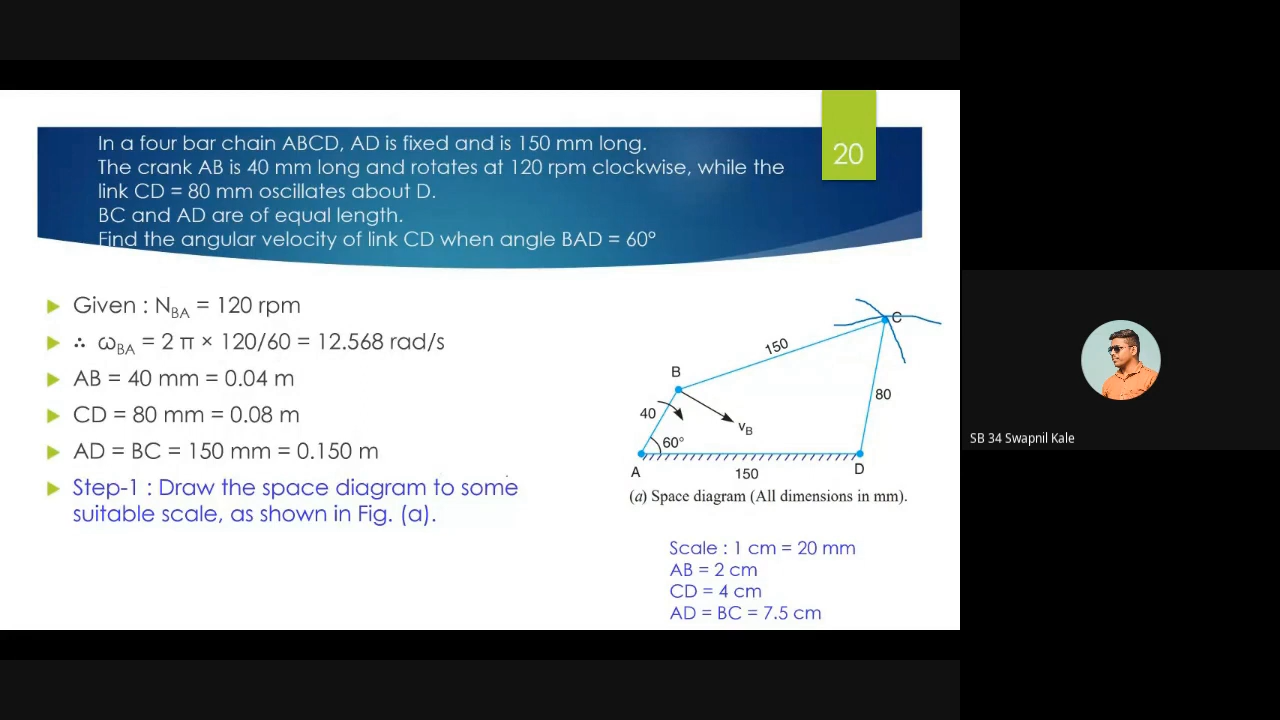 20
In a four bar chain ABCD, AD is fixed and is 150 mm long.
The crank AB is 40 mm long and rotates at 120 rpm clockwise, while the
link CD = 80 mm oscillates about D.
BC and AD are of equal length.
Find the angular velocity of link CD when angle BAD = 60°
Given : N_BA = 120 rpm
∴ ω_BA = 2 π × 120/60 = 12.568 rad/s
AB = 40 mm = 0.04 m
CD = 80 mm = 0.08 m
AD = BC = 150 mm = 0.150 m
Step-1 : Draw the space diagram to some
suitable scale, as shown in Fig. (a).
C
150
B
80
40
v_B
60°
A
150
D
(a) Space diagram (All dimensions in mm).
Scale : 1 cm = 20 mm
AB = 2 cm
CD = 4 cm
AD = BC = 7.5 cm
SB 34 Swapnil Kale